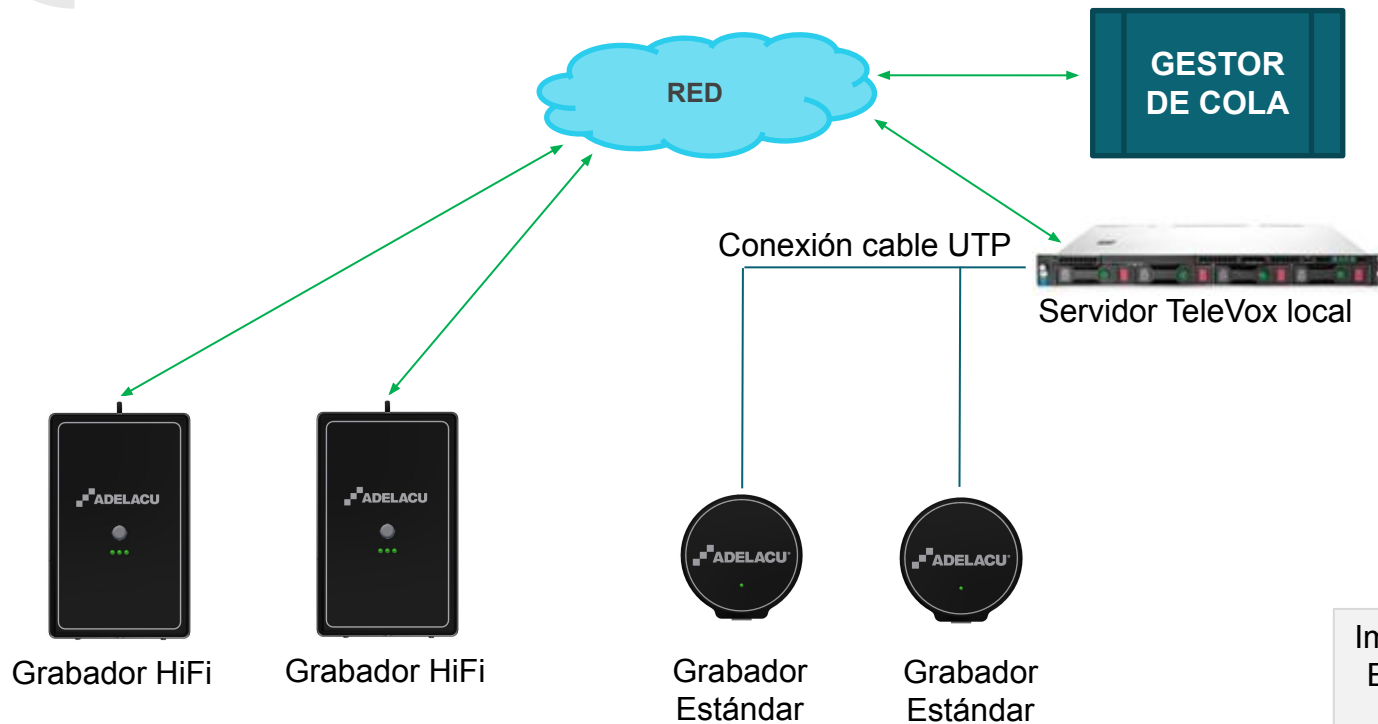 RED
GESTOR
DE COLA
Conexión cable UTP
Servidor TeleVox local
ADELACU
ADELACU
ADELACU
ADELACU
Grabador HiFi
Grabador HiFi
Grabador
Estándar
Grabador
Estándar